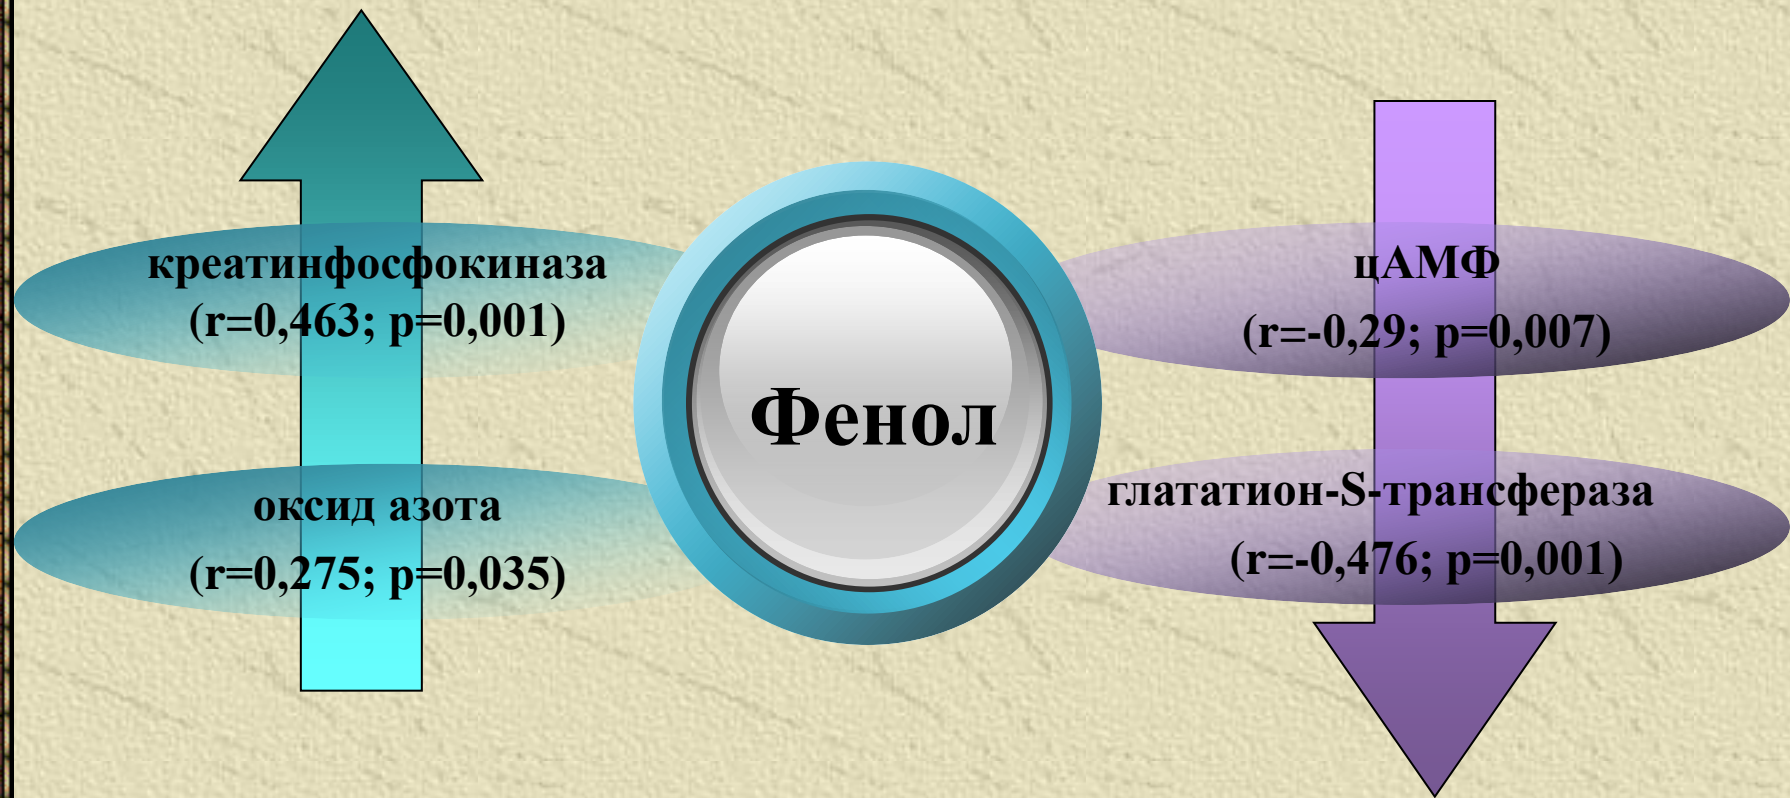 креатинфосфокиназа
(r=0,463; p=0,001)
оксид азота
(r=0,275; p=0,035)
Фенол
цАМФ
(r=-0,29; p=0,007)
глататион-S-трансфераза
(r=-0,476; p=0,001)